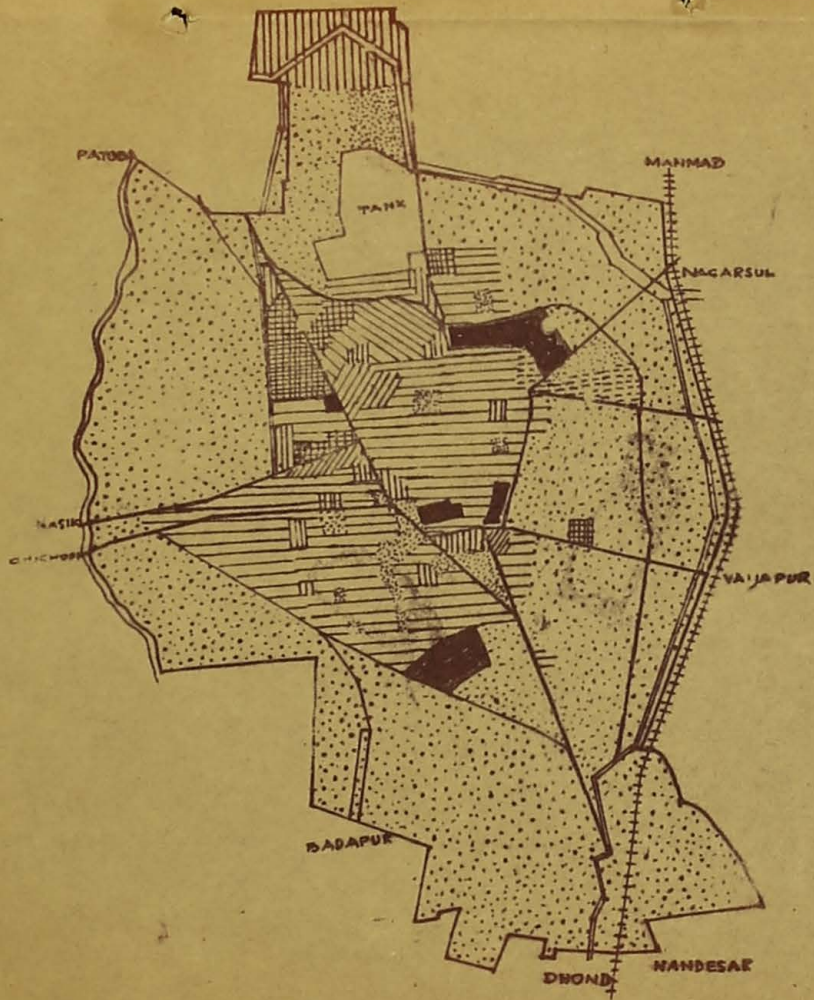 PATODA
MANMAD
TANK
NAGARSUL
NASIK
VAIJAPUR
BADAPUR
DHOND
NANDESAR